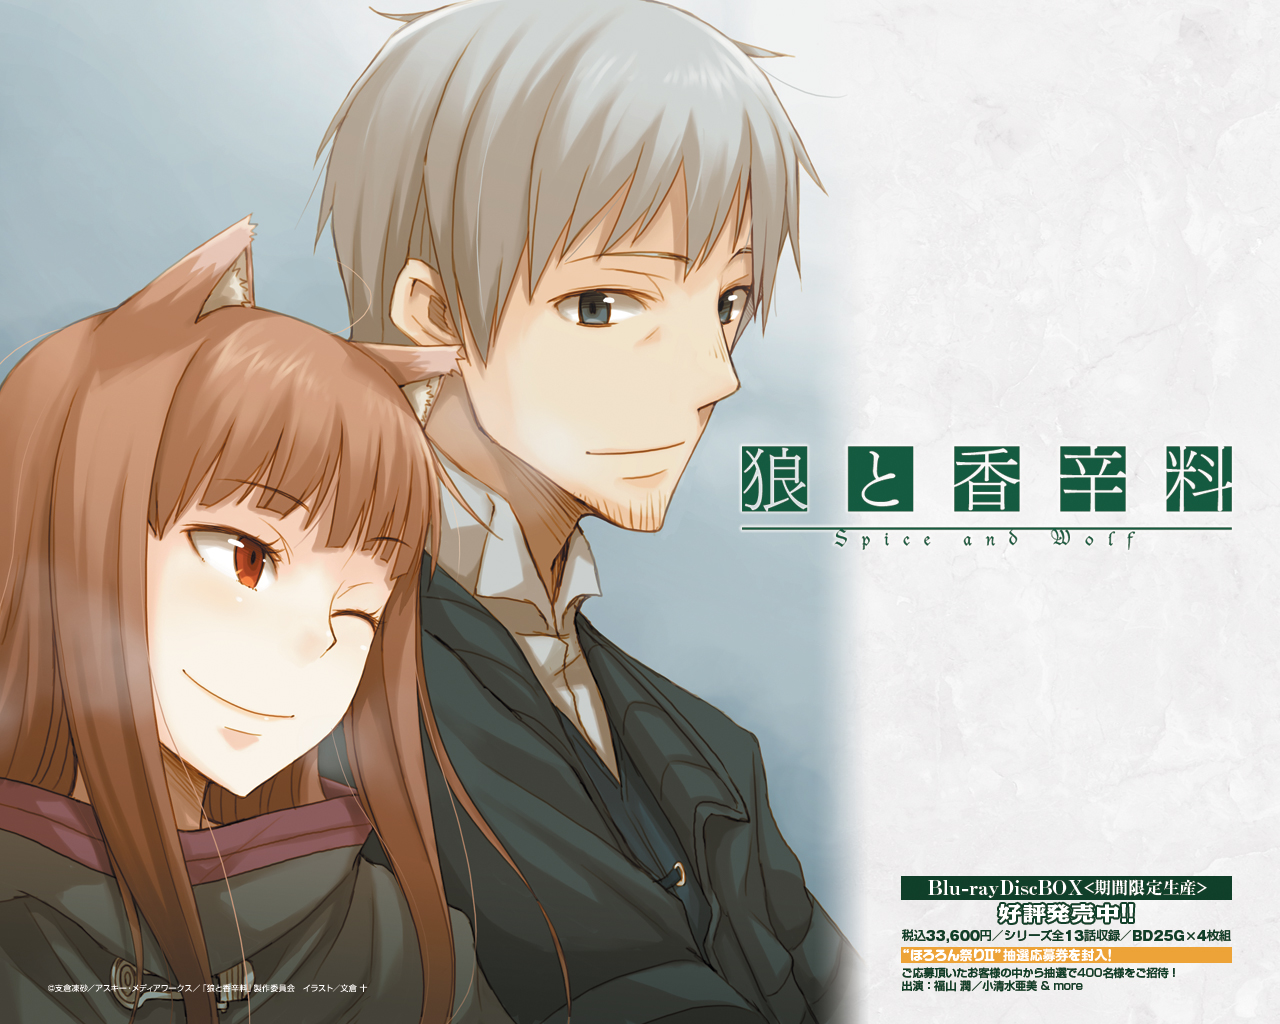 狼と香辛料
Spice and Wolf
Blu-rayDiscBOX<期間限定生産>
好評発売中!!
税込33,600円／シリーズ全13話収録／BD25G×4枚組
“ほろろん祭りII”抽選応募券を封入!
ご応募頂いたお客様の中から抽選で400名様をご招待！
出演：福山 潤／小清水亜美 & more
©支倉凍砂／アスキー・メディアワークス／「狼と香辛料」製作委員会　イラスト／文倉 十